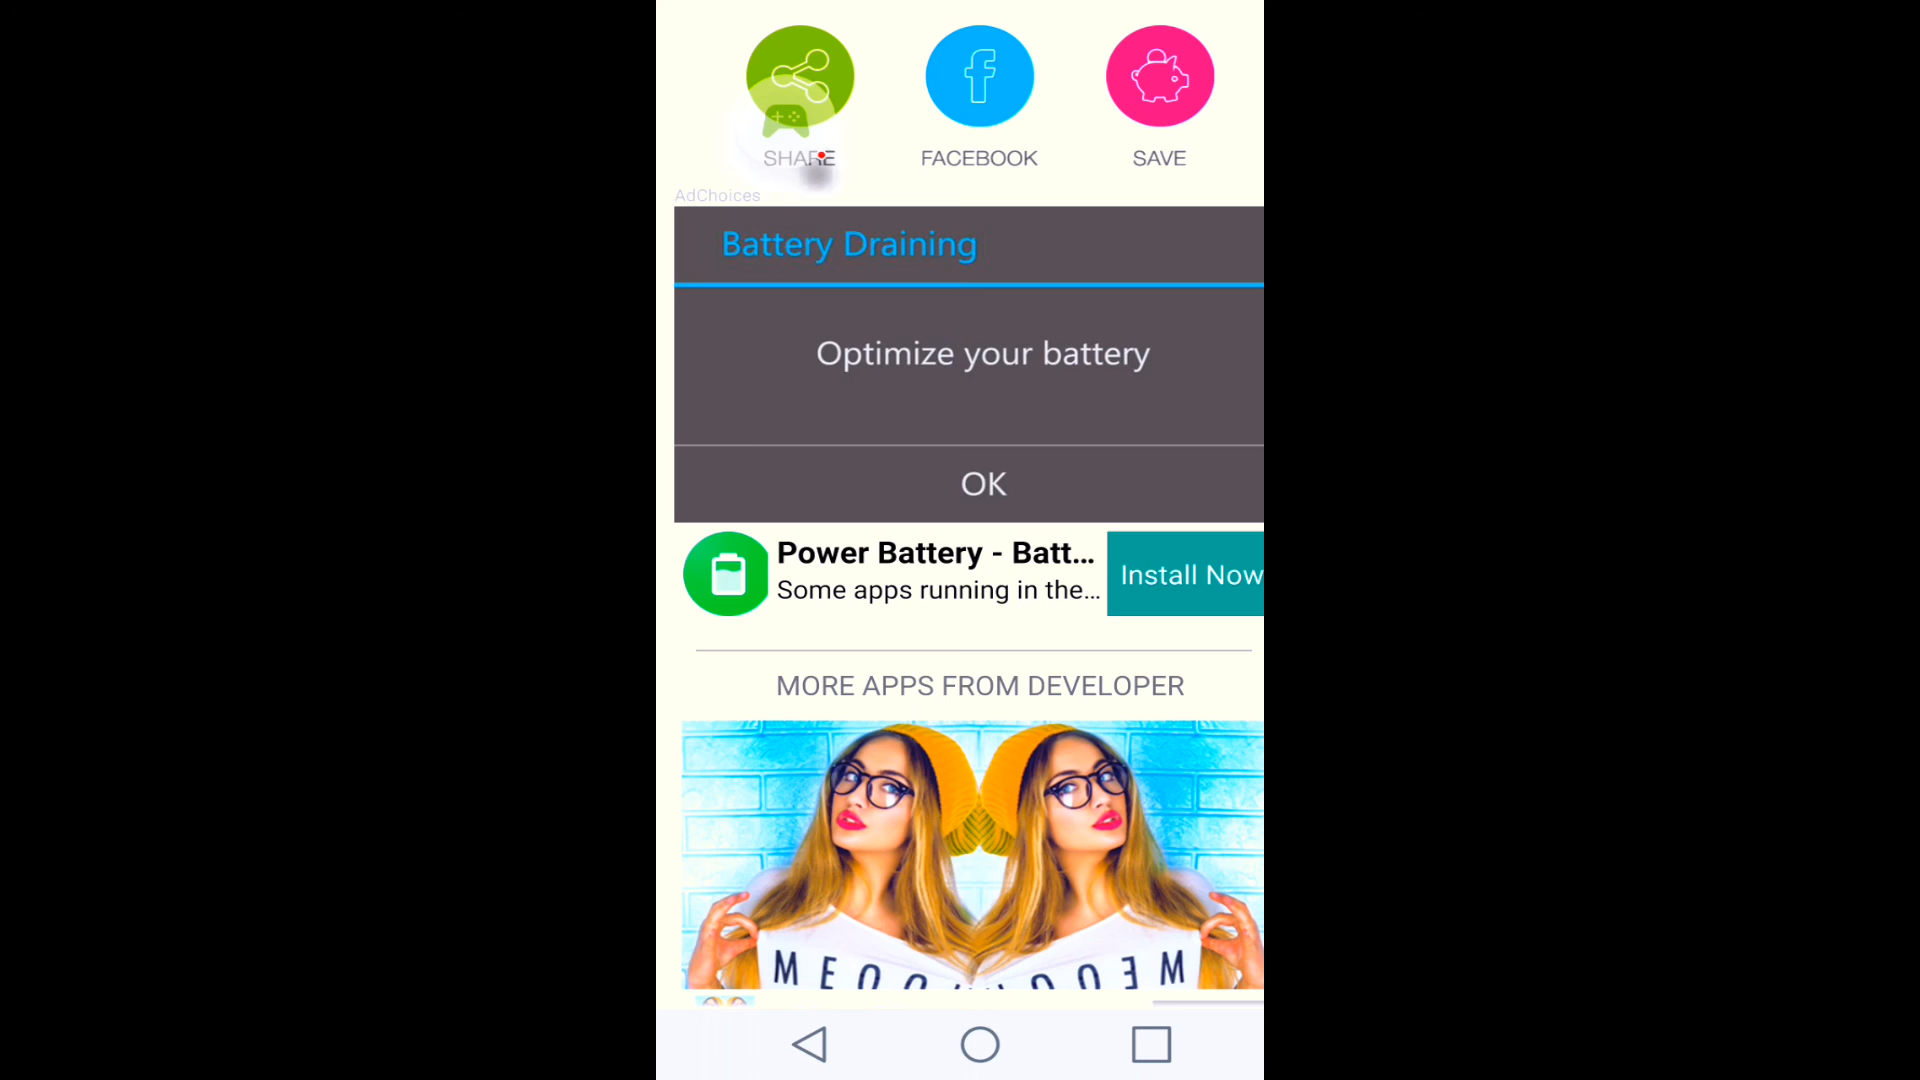 SHARE
FACEBOOK
SAVE
AdChoices
Battery Draining
Optimize your battery
OK
Power Battery - Batt...
Some apps running in the...
Install Now
MORE APPS FROM DEVELOPER